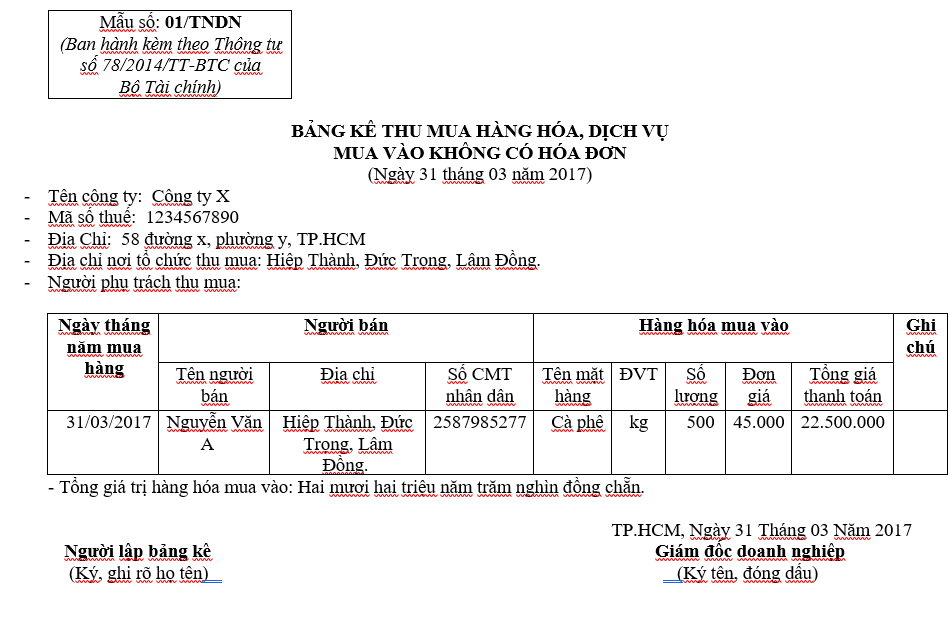 Mẫu số: 01/TNDN
(Ban hành kèm theo Thông tư
số 78/2014/TT-BTC của
Bộ Tài chính)
BẢNG KÊ THU MUA HÀNG HÓA, DỊCH VỤ
MUA VÀO KHÔNG CÓ HÓA ĐƠN
(Ngày 31 tháng 03 năm 2017)
- Tên công ty: Công ty X
- Mã số thuế: 1234567890
- Địa Chỉ: 58 đường x, phường y, TP.HCM
- Địa chỉ nơi tổ chức thu mua: Hiệp Thành, Đức Trọng, Lâm Đồng.
- Người phụ trách thu mua:
Ngày tháng năm mua hàng Người bán Hàng hóa mua vào Ghi chú
Tên người bán Địa chỉ Số CMT nhân dân Tên mặt hàng ĐVT Số lượng Đơn giá Tổng giá thanh toán
31/03/2017 Nguyễn Văn A Hiệp Thành, Đức Trọng, Lâm Đồng. 2587985277 Cà phê kg 500 45.000 22.500.000
- Tổng giá trị hàng hóa mua vào: Hai mươi hai triệu năm trăm nghìn đồng chẵn.
TP.HCM, Ngày 31 Tháng 03 Năm 2017
Người lập bảng kê Giám đốc doanh nghiệp
(Ký, ghi rõ họ tên) (Ký tên, đóng dấu)